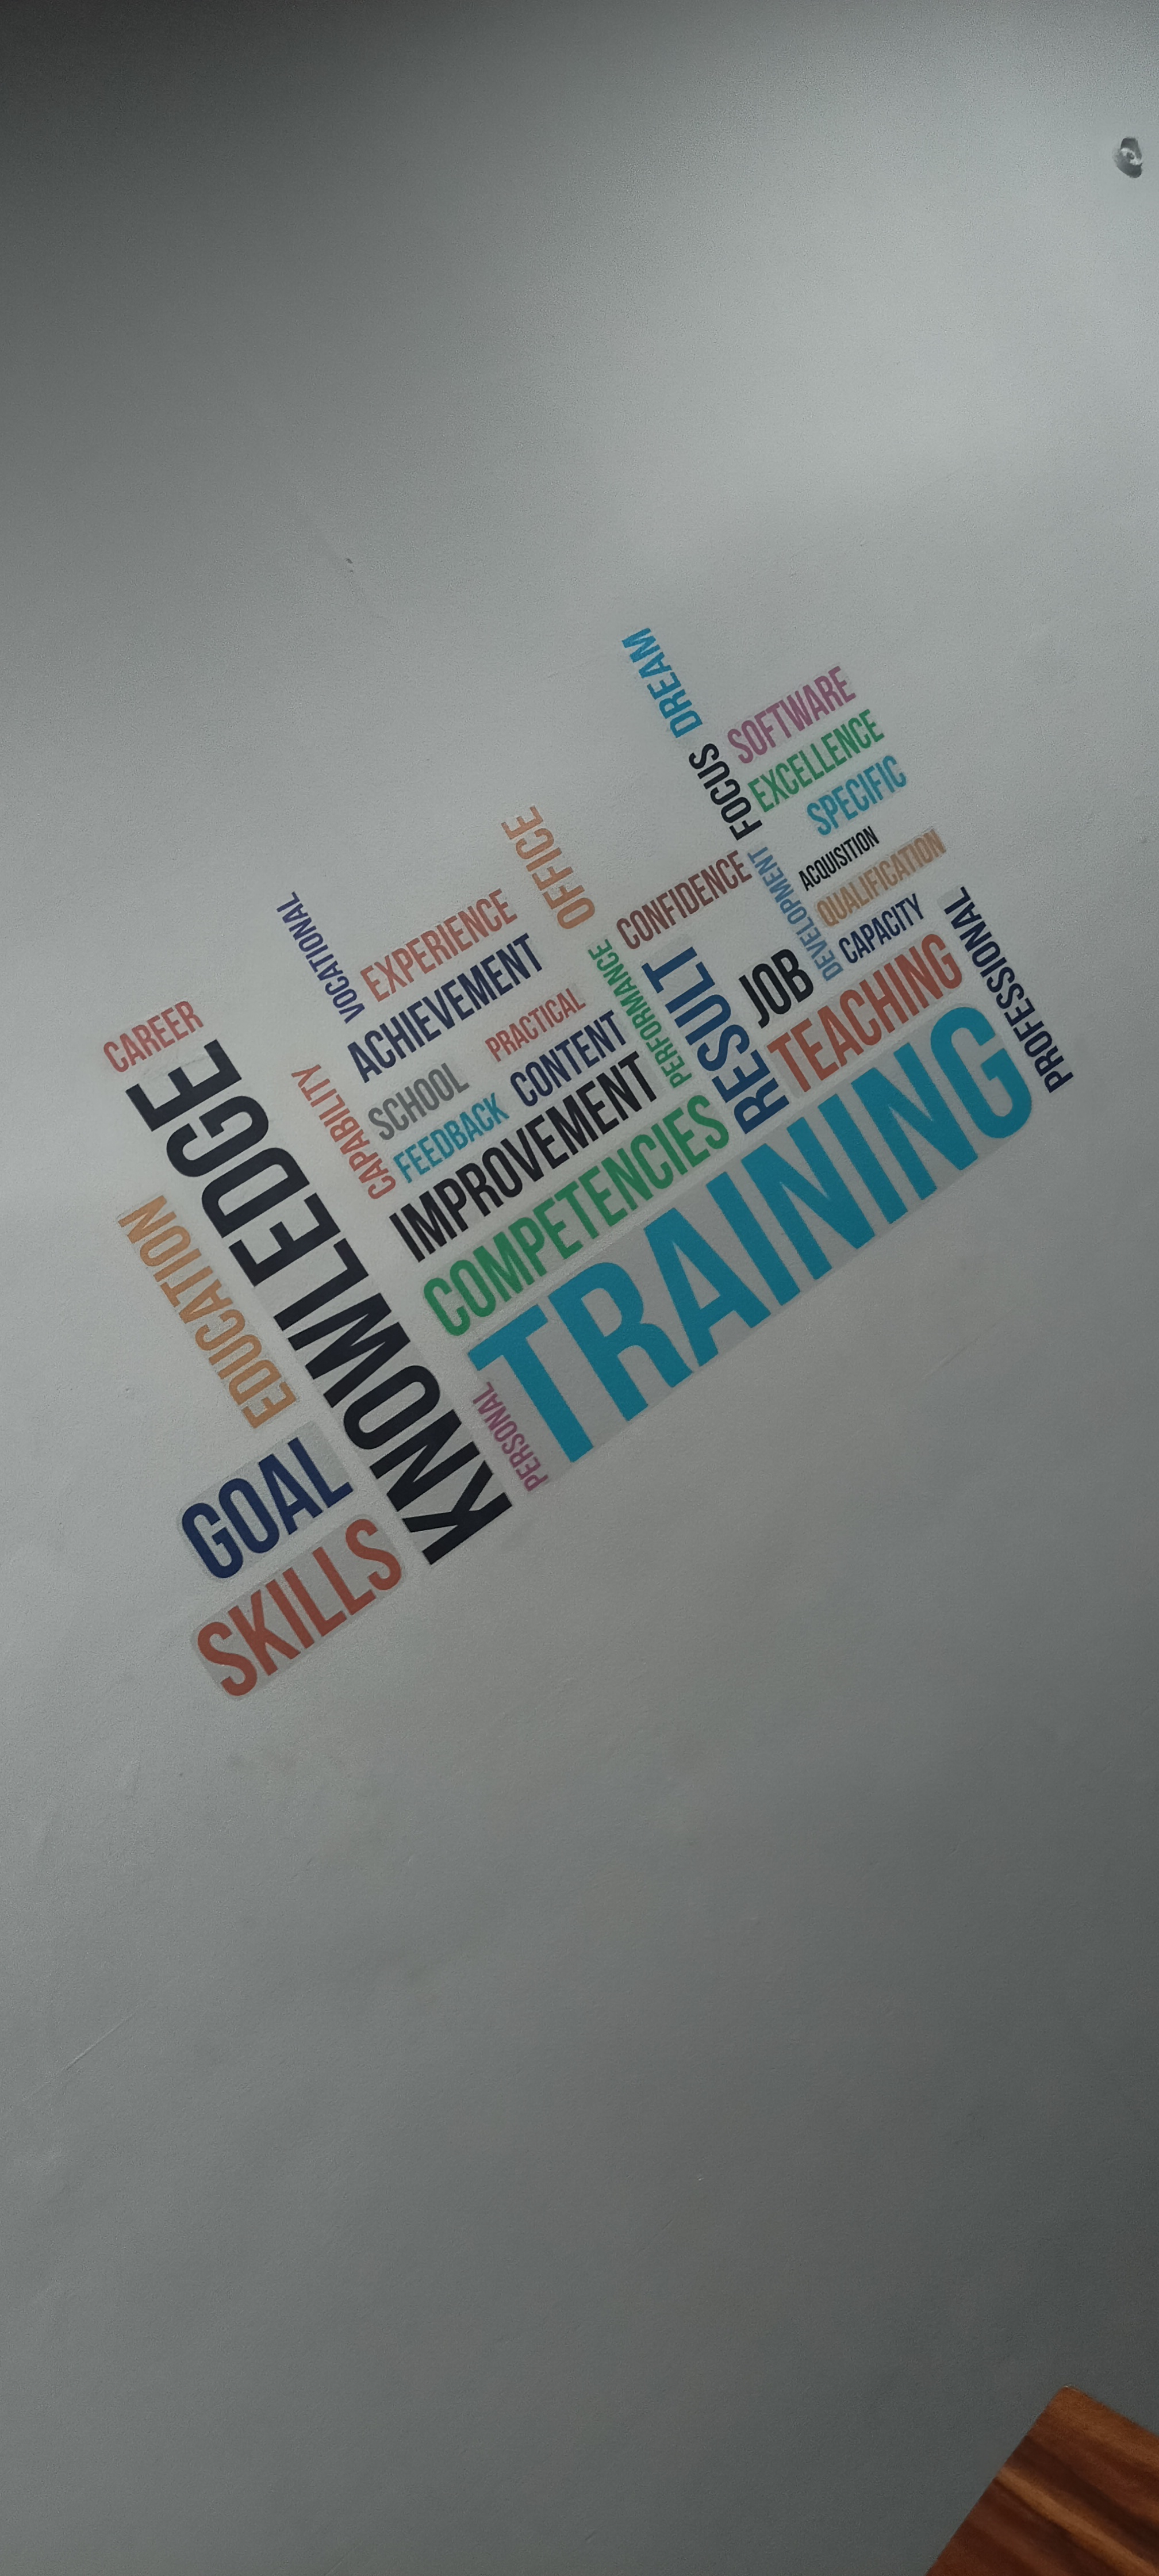 DREAM
SOFTWARE
FOCUS
EXCELLENCE
SPECIFIC
OFFICE
CONFIDENCE
DEVELOPMENT
ACQUISITION
QUALIFICATION
VOCATIONAL
EXPERIENCE
ACHIEVEMENT
PRACTICAL
PERFORMANCE
RESULT
JOB
CAPACITY
CAREER
CAPABILITY
SCHOOL
FEEDBACK
CONTENT
TEACHING
PROFESSIONAL
KNOWLEDGE
IMPROVEMENT
COMPETENCIES
EDUCATION
TRAINING
PERSONAL
GOAL
SKILLS